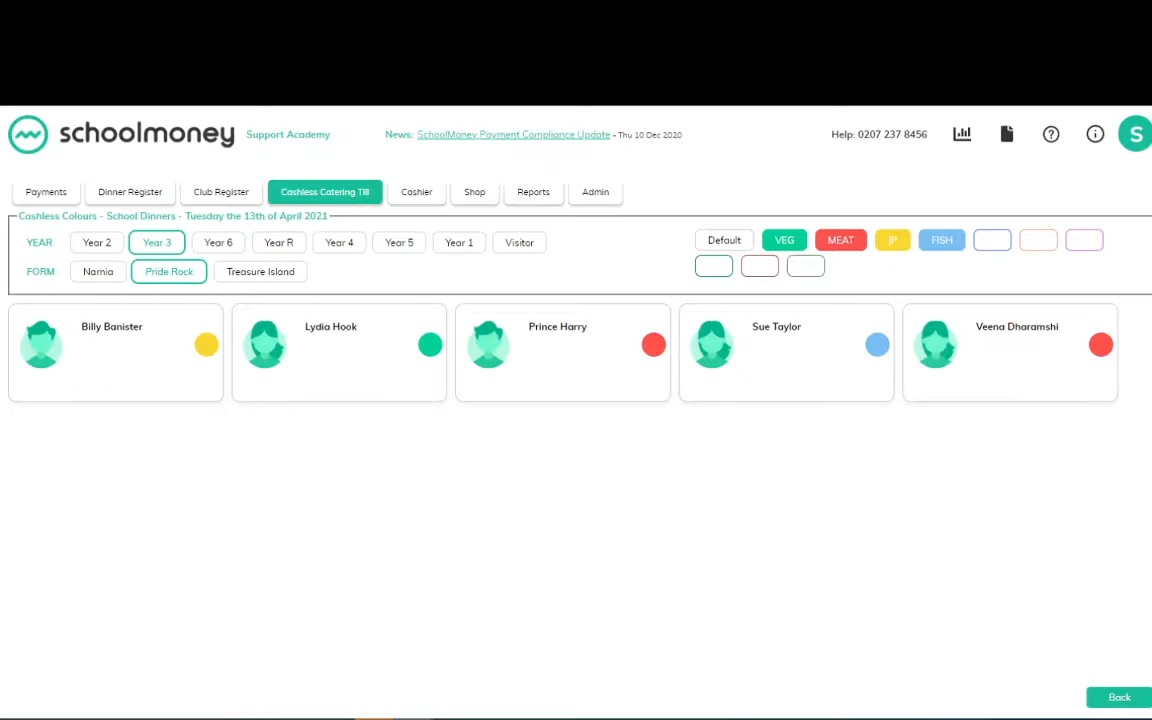 schoolmoney Support Academy News: SchoolMoney Payment Compliance Update - Thu 10 Dec 2020 Help: 0207 237 8456 S
Payments Dinner Register Club Register Cashless Catering Till Cashier Shop Reports Admin
Cashless Colours - School Dinners - Tuesday the 13th of April 2021
YEAR Year 2 Year 3 Year 6 Year R Year 4 Year 5 Year 1 Visitor Default VEG MEAT JP FISH
FORM Narnia Pride Rock Treasure Island
Billy Banister Lydia Hook Prince Harry Sue Taylor Veena Dharamshi
Back